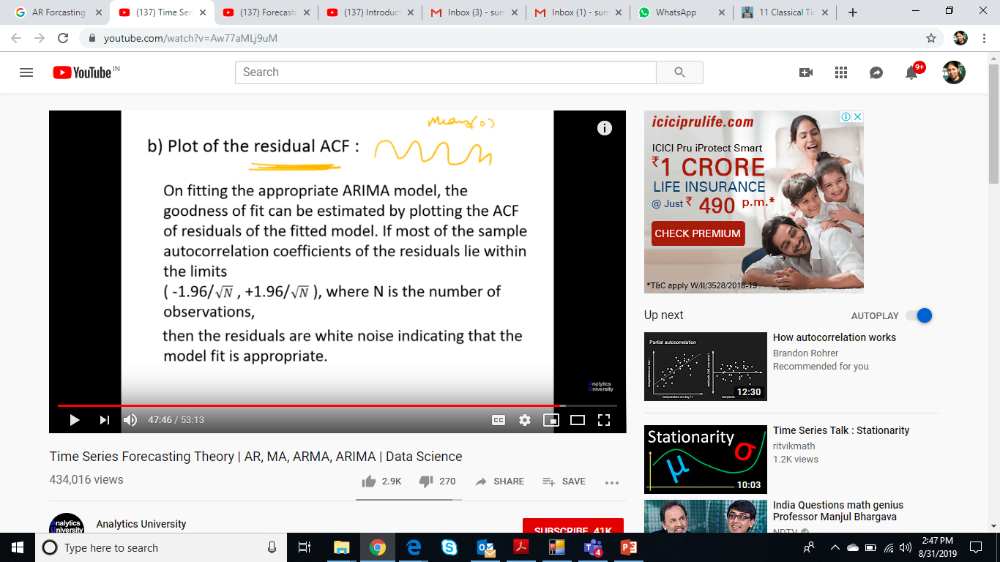 AR Forcasting
(137) Time Ser
(137) Forecasti
(137) Introduct
Inbox (3) - sum
Inbox (1) - sum
WhatsApp
11 Classical Ti
youtube.com/watch?v=Aw77aMLj9uM
YouTube IN
Search
9+
b) Plot of the residual ACF :
On fitting the appropriate ARIMA model, the
goodness of fit can be estimated by plotting the ACF
of residuals of the fitted model. If most of the sample
autocorrelation coefficients of the residuals lie within
the limits
( -1.96/√N , +1.96/√N ), where N is the number of
observations,
then the residuals are white noise indicating that the
model fit is appropriate.
Analytics
University
47:46 / 53:13
CC
Time Series Forecasting Theory | AR, MA, ARMA, ARIMA | Data Science
434,016 views
2.9K
270
SHARE
SAVE
Analytics
University
Analytics University
SUBSCRIBE 41K
iciciprulife.com
ICICI Pru iProtect Smart
₹1 CRORE
LIFE INSURANCE
@ Just ₹ 490 p.m.*
CHECK PREMIUM
*T&C apply W/II/3528/2018-19
Up next
AUTOPLAY
Partial autocorrelation
temperature on day i-1
12:30
How autocorrelation works
Brandon Rohrer
Recommended for you
Stationarity
μ
σ
10:03
Time Series Talk : Stationarity
ritvikmath
1.2K views
India Questions math genius
Professor Manjul Bhargava
NDTV
Type here to search
4
2:47 PM
8/31/2019